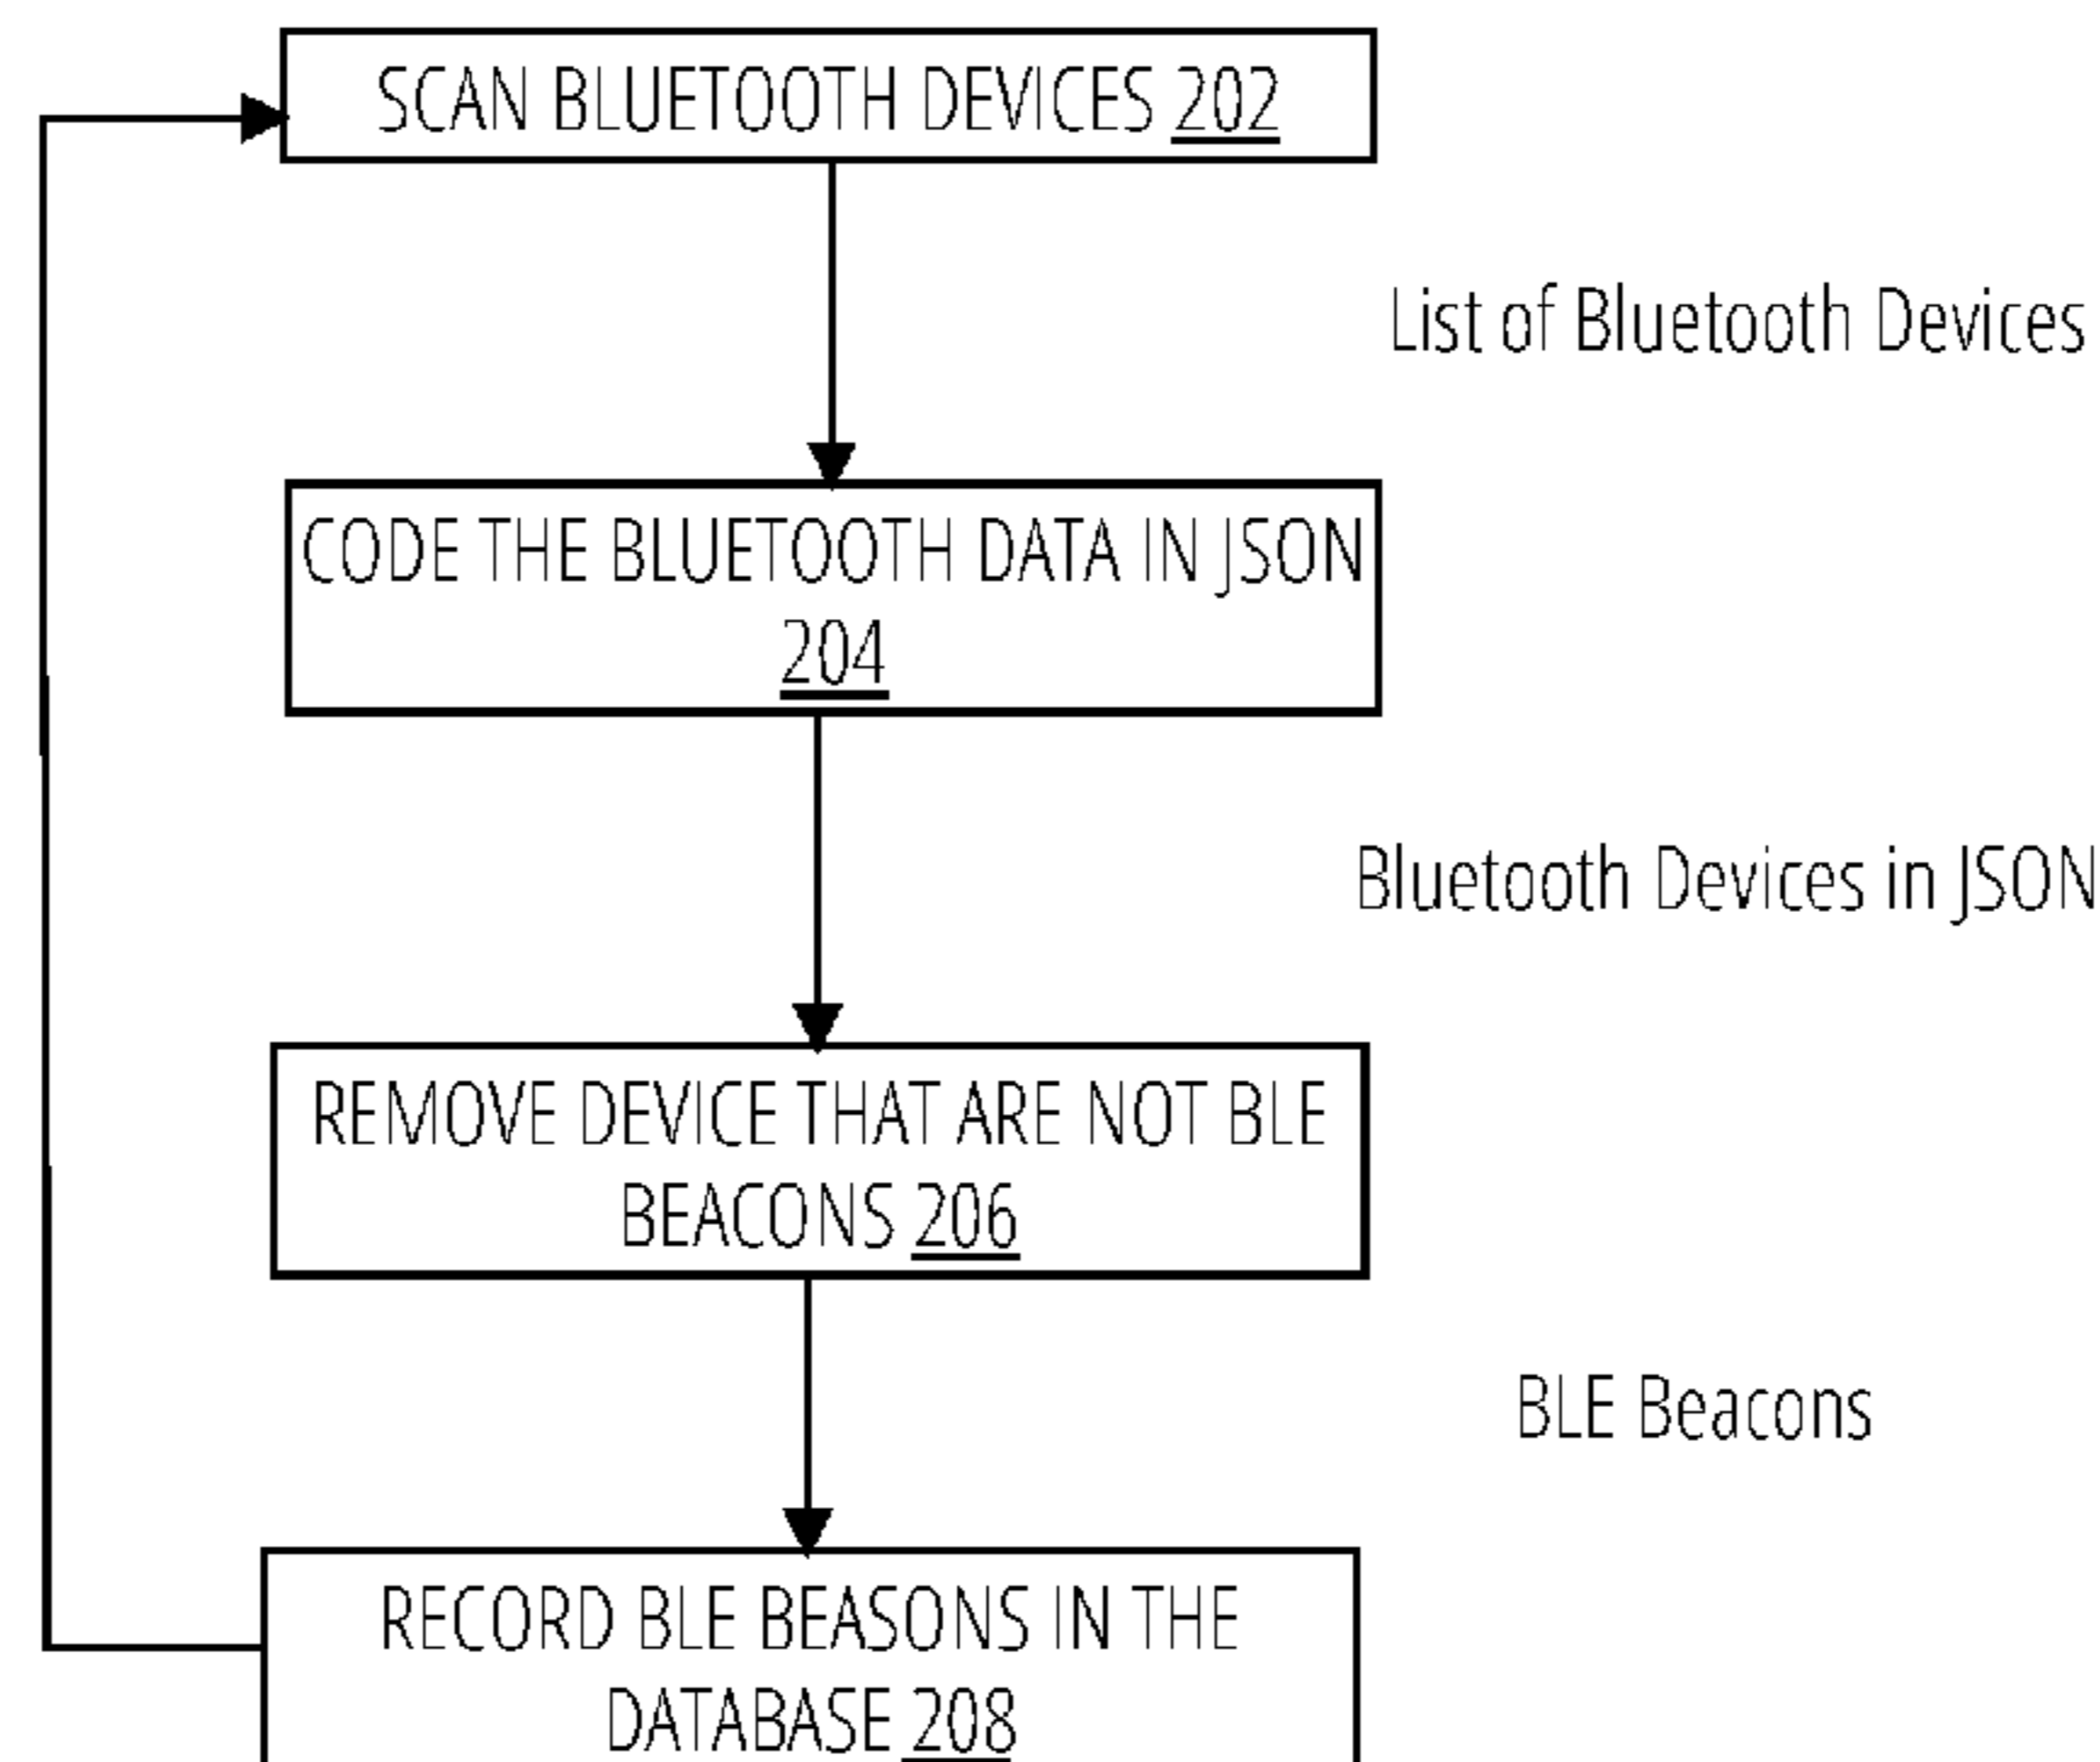 SCAN BLUETOOTH DEVICES 202
List of Bluetooth Devices
CODE THE BLUETOOTH DATA IN JSON
204
Bluetooth Devices in JSON
REMOVE DEVICE THAT ARE NOT BLE
BEACONS 206
BLE Beacons
RECORD BLE BEASONS IN THE
DATABASE 208